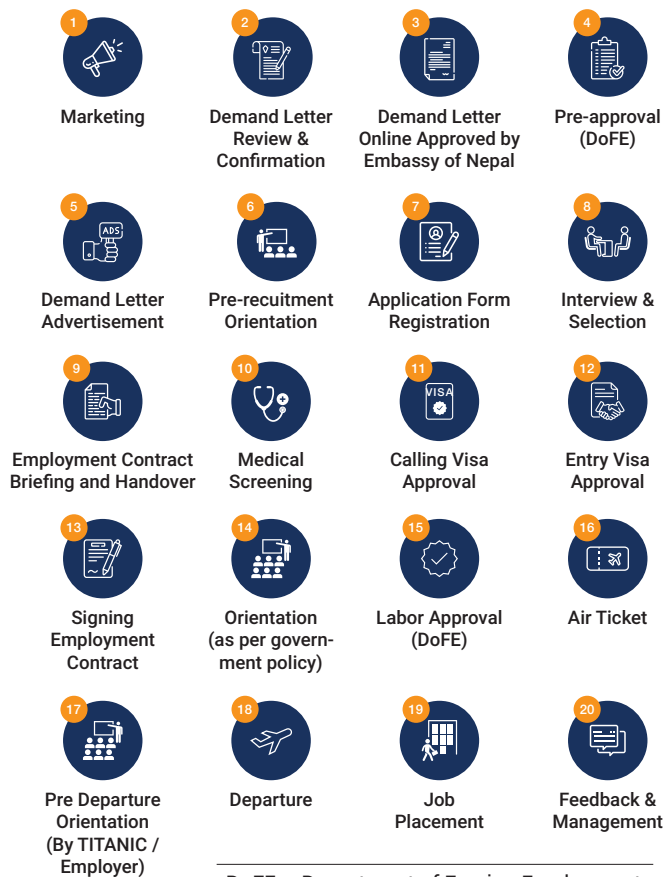 1
Marketing
2
Demand Letter
Review &
Confirmation
3
Demand Letter
Online Approved by
Embassy of Nepal
4
Pre-approval
(DoFE)
5
ADS
Demand Letter
Advertisement
6
Pre-recuitment
Orientation
7
Application Form
Registration
8
Interview &
Selection
9
Employment Contract
Briefing and Handover
10
Medical
Screening
11
VISA
Calling Visa
Approval
12
Entry Visa
Approval
13
Signing
Employment
Contract
14
Orientation
(as per govern-
ment policy)
15
Labor Approval
(DoFE)
16
Air Ticket
17
Pre Departure
Orientation
(By TITANIC /
Employer)
18
Departure
19
Job
Placement
20
Feedback &
Management